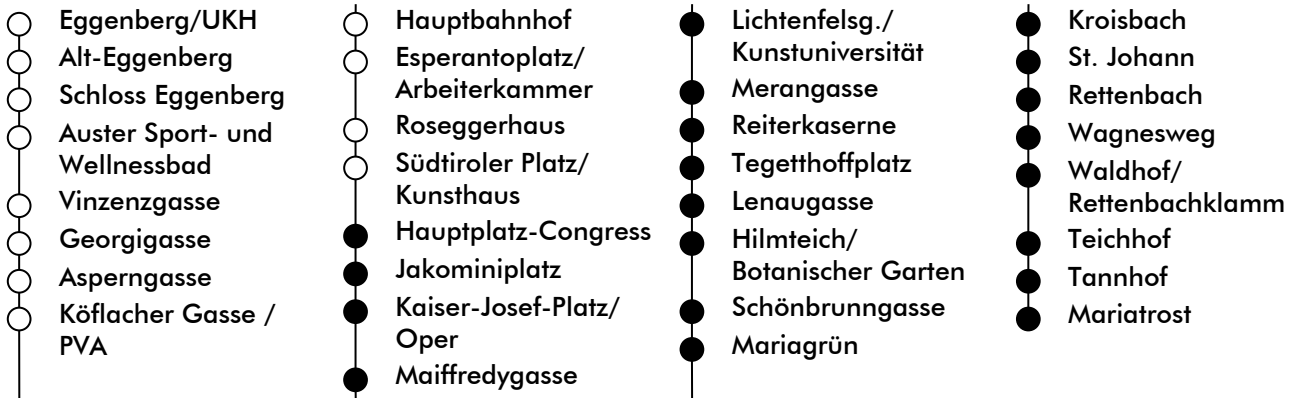 Eggenberg/UKH
Alt-Eggenberg
Schloss Eggenberg
Auster Sport- und
Wellnessbad
Vinzenzgasse
Georgigasse
Asperngasse
Köflacher Gasse /
PVA
Hauptbahnhof
Esperantoplatz/
Arbeiterkammer
Roseggerhaus
Südtiroler Platz/
Kunsthaus
Hauptplatz-Congress
Jakominiplatz
Kaiser-Josef-Platz/
Oper
Maiffredygasse
Lichtenfelsg./
Kunstuniversität
Merangasse
Reiterkaserne
Tegetthoffplatz
Lenaugasse
Hilmteich/
Botanischer Garten
Schönbrunngasse
Mariagrün
Kroisbach
St. Johann
Rettenbach
Wagnesweg
Waldhof/
Rettenbachklamm
Teichhof
Tannhof
Mariatrost